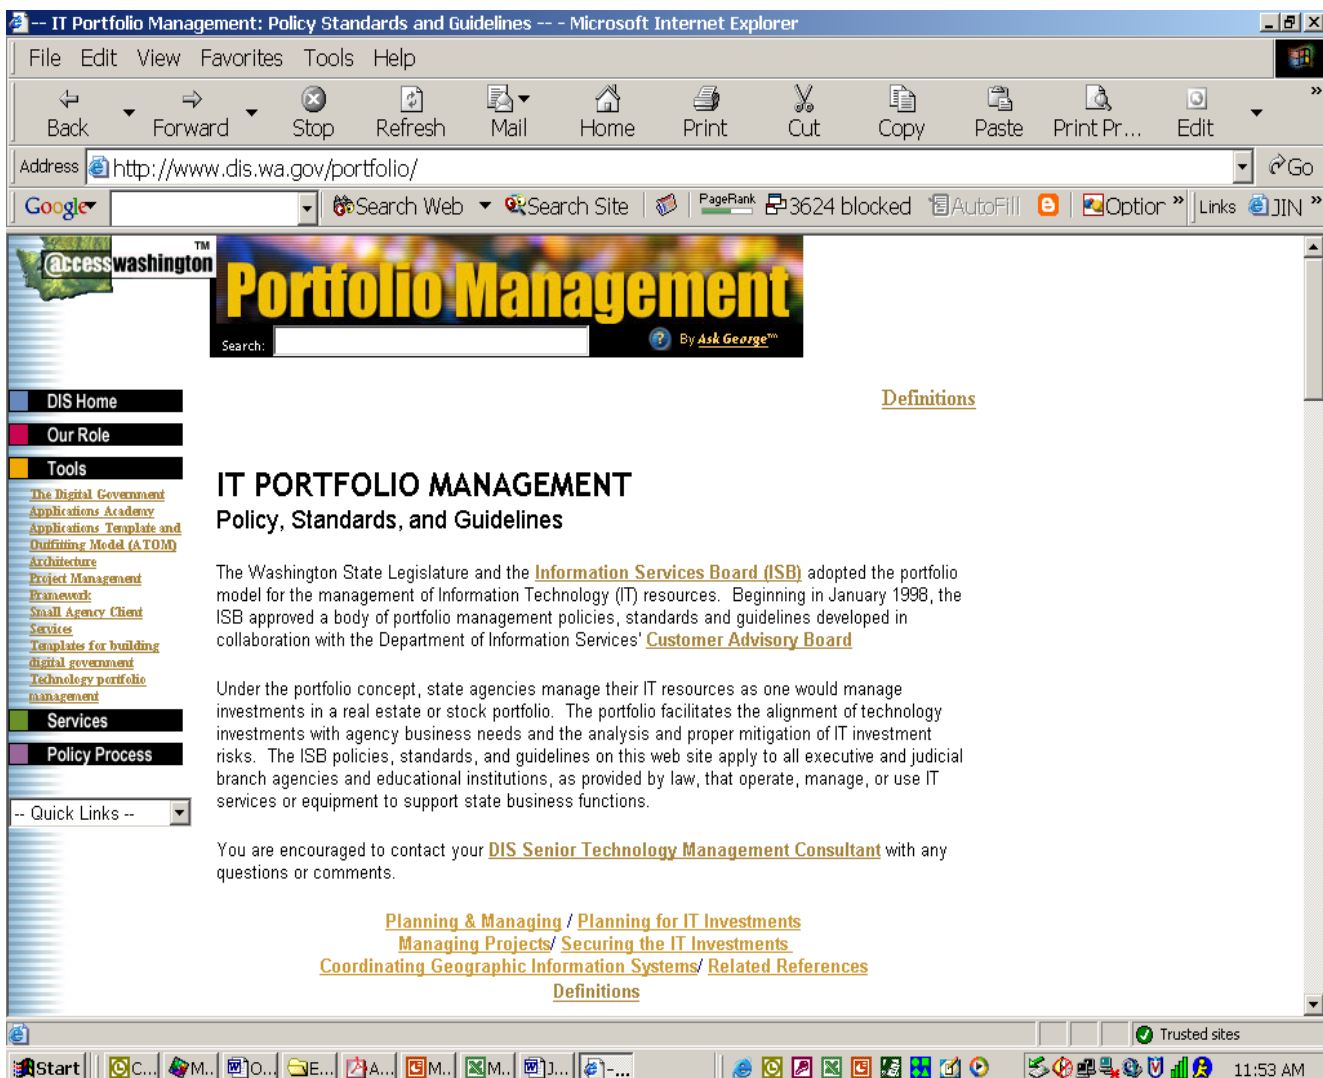 -- IT Portfolio Management: Policy Standards and Guidelines -- - Microsoft Internet Explorer
File Edit View Favorites Tools Help
Back Forward Stop Refresh Mail Home Print Cut Copy Paste Print Pr... Edit »
Address http://www.dis.wa.gov/portfolio/ Go
Google Search Web Search Site PageRank 3624 blocked AutoFill Option » Links JIN »
@accesswashington™
Portfolio Management
Search: ? By Ask George™
Definitions
DIS Home
Our Role
Tools
The Digital Government
Applications Academy
Applications Template and
Outfitting Model (ATOM)
Architecture
Project Management
Framework
Small Agency Client
Services
Templates for building
digital government
Technology portfolio
management
Services
Policy Process
-- Quick Links --
IT PORTFOLIO MANAGEMENT
Policy, Standards, and Guidelines
The Washington State Legislature and the Information Services Board (ISB) adopted the portfolio
model for the management of Information Technology (IT) resources. Beginning in January 1998, the
ISB approved a body of portfolio management policies, standards and guidelines developed in
collaboration with the Department of Information Services' Customer Advisory Board
Under the portfolio concept, state agencies manage their IT resources as one would manage
investments in a real estate or stock portfolio. The portfolio facilitates the alignment of technology
investments with agency business needs and the analysis and proper mitigation of IT investment
risks. The ISB policies, standards, and guidelines on this web site apply to all executive and judicial
branch agencies and educational institutions, as provided by law, that operate, manage, or use IT
services or equipment to support state business functions.
You are encouraged to contact your DIS Senior Technology Management Consultant with any
questions or comments.
Planning & Managing / Planning for IT Investments
Managing Projects/ Securing the IT Investments
Coordinating Geographic Information Systems/ Related References
Definitions
Trusted sites
Start C... M... O... E... A... M... M... J... -... 11:53 AM